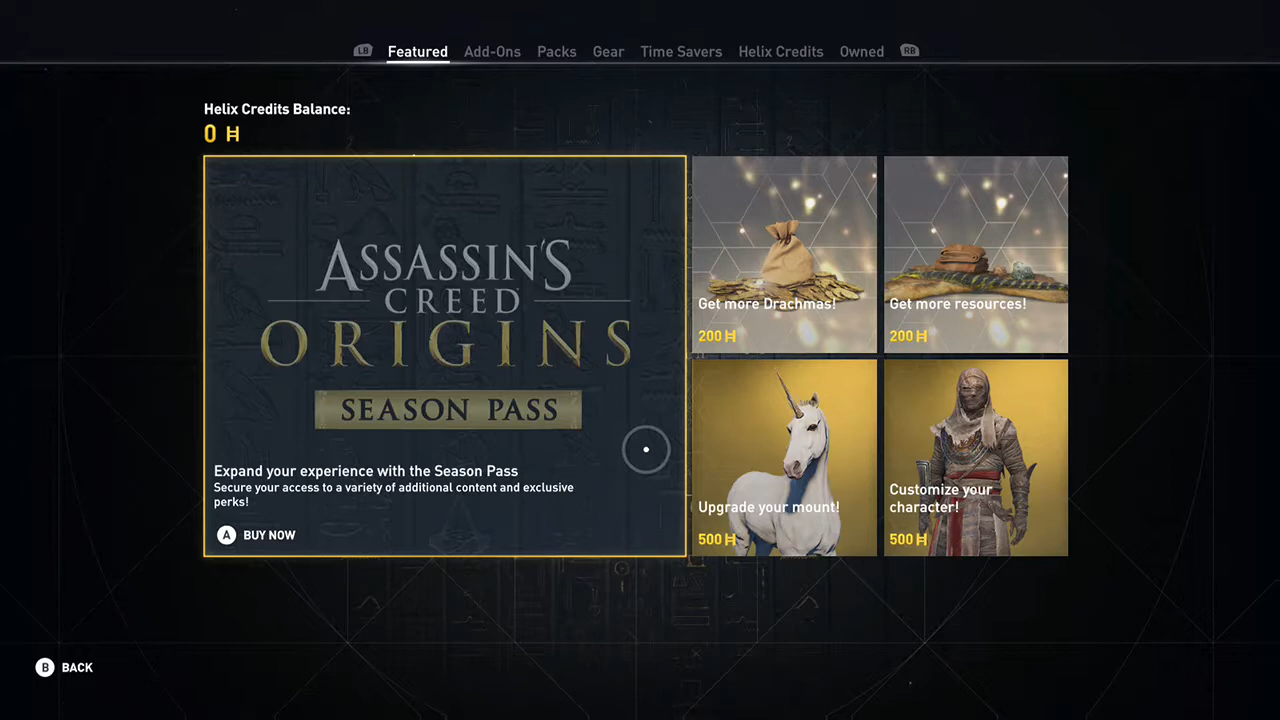 LB Featured Add-Ons Packs Gear Time Savers Helix Credits Owned RB
Helix Credits Balance:
0
ASSASSIN'S
CREED
ORIGINS
SEASON PASS
Expand your experience with the Season Pass
Secure your access to a variety of additional content and exclusive
perks!
A BUY NOW
Get more Drachmas!
200
Get more resources!
200
Upgrade your mount!
500
Customize your
character!
500
B BACK